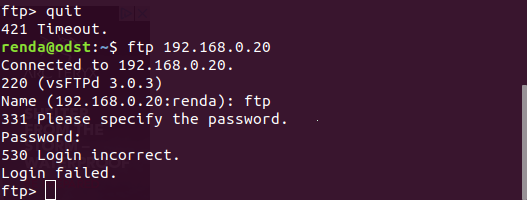 ftp> quit
421 Timeout.
renda@odst:~$ ftp 192.168.0.20
Connected to 192.168.0.20.
220 (vsFTPd 3.0.3)
Name (192.168.0.20:renda): ftp
331 Please specify the password.
Password:
530 Login incorrect.
Login failed.
ftp>